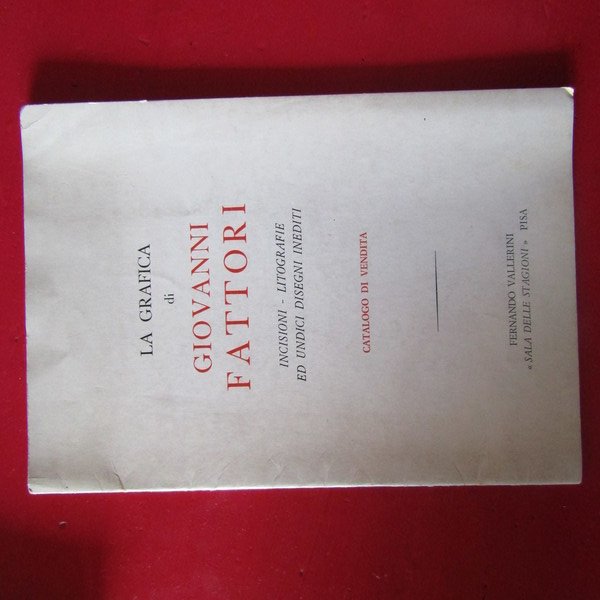 LA GRAFICA
di
GIOVANNI
FATTORI
INCISIONI - LITOGRAFIE
ED UNDICI DISEGNI INEDITI
CATALOGO DI VENDITA
FERNANDO VALLERINI
« SALA DELLE STAGIONI » PISA